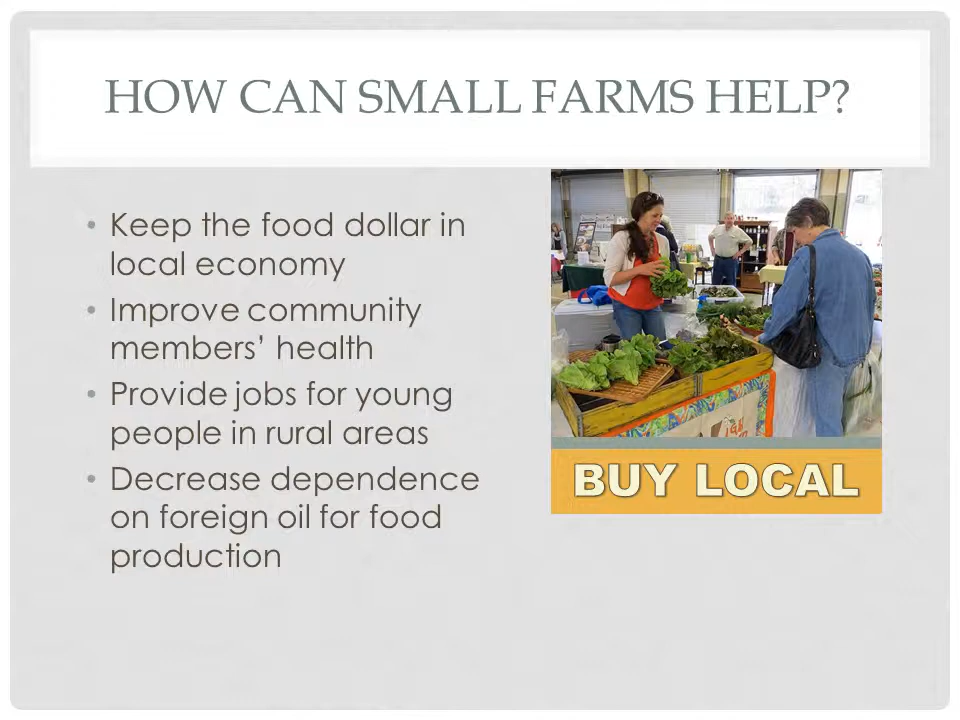 HOW CAN SMALL FARMS HELP?
• Keep the food dollar in
local economy
• Improve community
members’ health
• Provide jobs for young
people in rural areas
• Decrease dependence
on foreign oil for food
production
BUY LOCAL